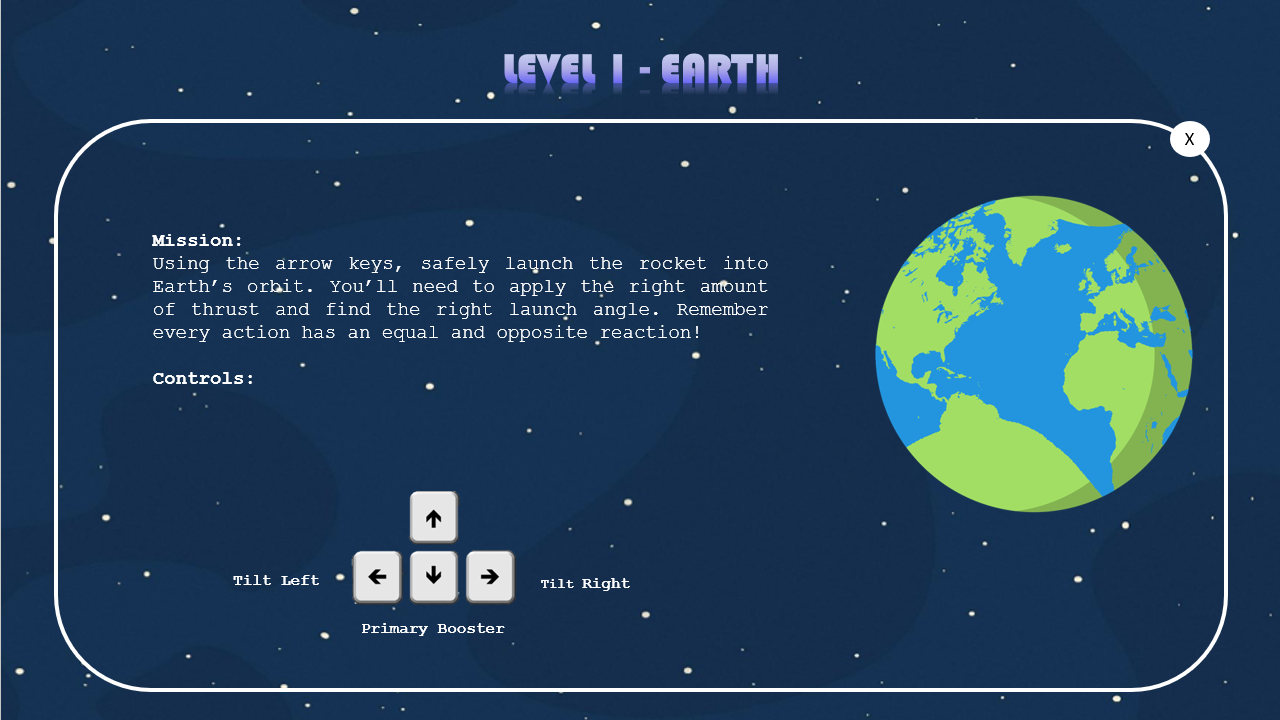 LEVEL 1 - EARTH
X
Mission:
Using the arrow keys, safely launch the rocket into
Earth’s orbit. You’ll need to apply the right amount
of thrust and find the right launch angle. Remember
every action has an equal and opposite reaction!
Controls:
Tilt Left
Tilt Right
Primary Booster